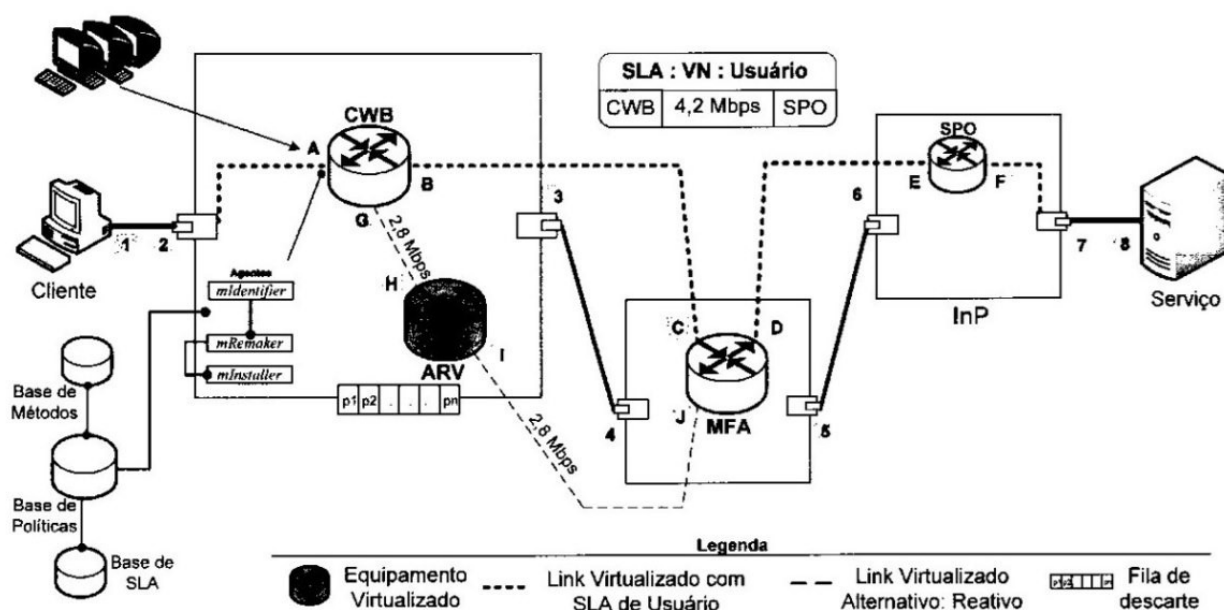 SLA : VN : Usuário
CWB 4,2 Mbps SPO
CWB
A
B
G
2,8 Mbps
H
I
ARV
p1 p2 . . . pn
2,8 Mbps
1
2
3
4
5
6
7
8
Cliente
Agentes
mIdentifier
mRemaker
mInstaller
Base de
Métodos
Base de
Políticas
Base de
SLA
C
D
J
MFA
SPO
E
F
InP
Serviço
Legenda
Equipamento
Virtualizado
Link Virtualizado com
SLA de Usuário
Link Virtualizado
Alternativo: Reativo
Fila de
descarte